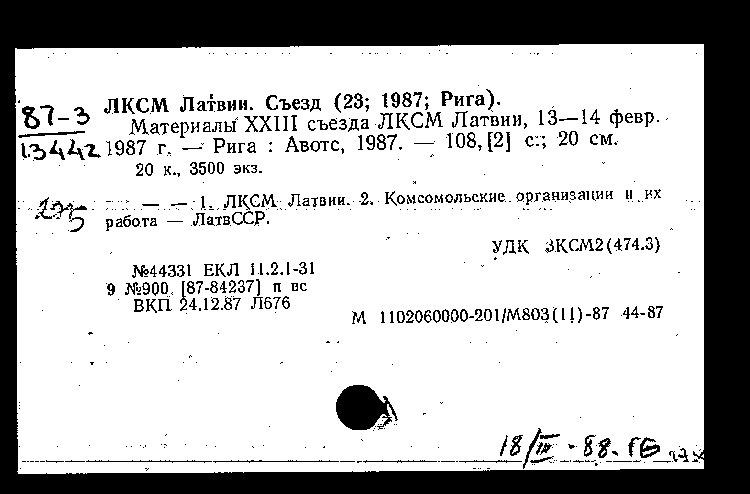 ЛКСМ Латвии. Съезд (23; 1987; Рига).
87-3 Материалы XXIII съезда ЛКСМ Латвии, 13—14 февр.
13442 1987 г. — Рига : Авотс, 1987. — 108, [2] с.; 20 см.
20 к., 3500 экз.
— — 1. ЛКСМ Латвии. 2. Комсомольские организации и их
работа — ЛатвССР.
УДК 3КСМ2(474.3)
№44331 ЕКЛ 11.2.1-31
9 №900 [87-84237] п вс
ВКП 24.12.87 Л676
М 1102060000-201/М803(11)-87 44-87
18/III-88.